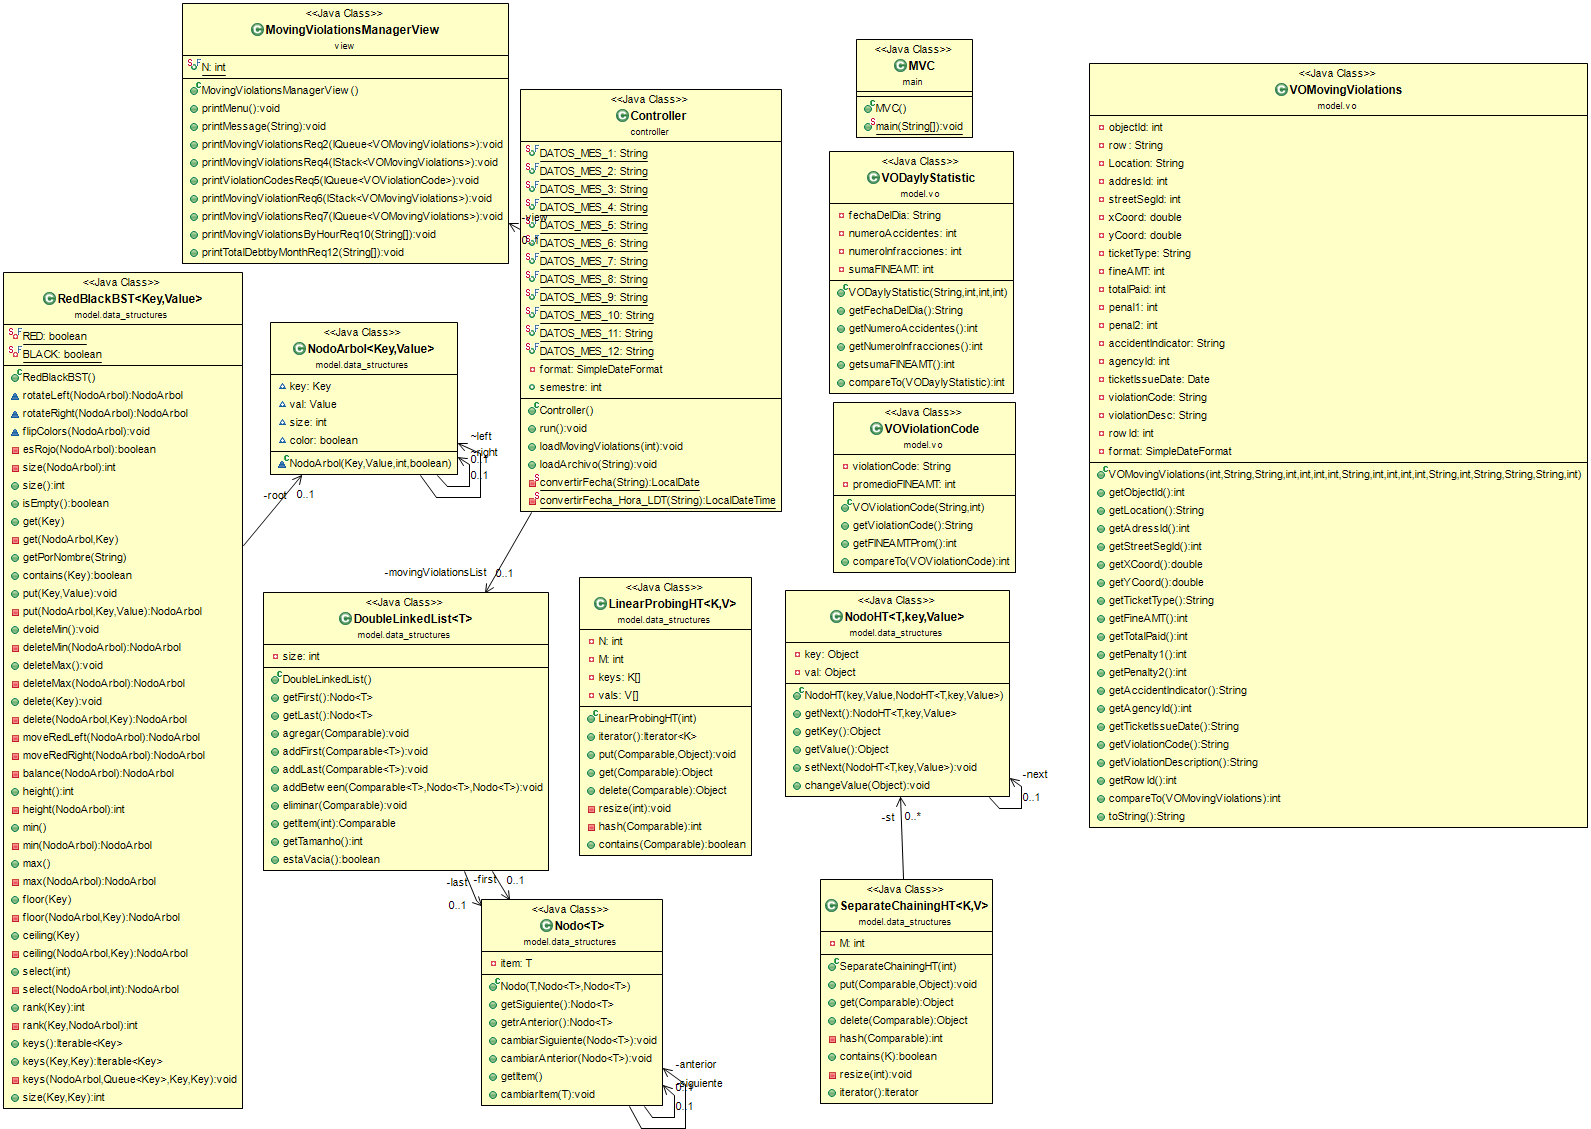 <<Java Class>>
MovingViolationsManagerView
view
N: int
MovingViolationsManagerView()
printMenu():void
printMessage(String):void
printMovingViolationsReq2(IQueue<VOMovingViolations>):void
printMovingViolationsReq4(IStack<VOMovingViolations>):void
printViolationCodesReq5(IQueue<VOViolationCode>):void
printMovingViolationReq6(IStack<VOMovingViolations>):void
printMovingViolationsReq7(IQueue<VOMovingViolations>):void
printMovingViolationsByHourReq10(String[]):void
printTotalDebtbyMonthReq12(String[]):void
-view
0..1
<<Java Class>>
Controller
controller
DATOS_MES_1: String
DATOS_MES_2: String
DATOS_MES_3: String
DATOS_MES_4: String
DATOS_MES_5: String
DATOS_MES_6: String
DATOS_MES_7: String
DATOS_MES_8: String
DATOS_MES_9: String
DATOS_MES_10: String
DATOS_MES_11: String
DATOS_MES_12: String
format: SimpleDateFormat
semestre: int
Controller()
run():void
loadMovingViolations(int):void
loadArchivo(String):void
convertirFecha(String):LocalDate
convertirFecha_Hora_LDT(String):LocalDateTime
<<Java Class>>
MVC
main
MVC()
main(String[]):void
<<Java Class>>
VODaylyStatistic
model.vo
fechaDelDia: String
numeroAccidentes: int
numeroInfracciones: int
sumaFINEAMT: int
VODaylyStatistic(String,int,int,int)
getFechaDelDia():String
getNumeroAccidentes():int
getNumeroInfracciones():int
getsumaFINEAMT():int
compareTo(VODaylyStatistic):int
<<Java Class>>
VOViolationCode
model.vo
violationCode: String
promedioFINEAMT: int
VOViolationCode(String,int)
getViolationCode():String
getFINEAMTProm():int
compareTo(VOViolationCode):int
<<Java Class>>
VOMovingViolations
model.vo
objectId: int
row: String
Location: String
addresId: int
streetSegId: int
xCoord: double
yCoord: double
ticketType: String
fineAMT: int
totalPaid: int
penal1: int
penal2: int
accidentIndicator: String
agencyId: int
ticketIssueDate: Date
violationCode: String
violationDesc: String
rowId: int
format: SimpleDateFormat
VOMovingViolations(int,String,String,int,int,int,int,String,int,int,int,int,String,int,String,String,String,int)
getObjectId():int
getLocation():String
getAdressId():int
getStreetSegId():int
getXCoord():double
getYCoord():double
getTicketType():String
getFineAMT():int
getTotalPaid():int
getPenalty1():int
getPenalty2():int
getAccidentIndicator():String
getAgencyId():int
getTicketIssueDate():String
getViolationCode():String
getViolationDescription():String
getRowId():int
compareTo(VOMovingViolations):int
toString():String
<<Java Class>>
RedBlackBST<Key,Value>
model.data_structures
RED: boolean
BLACK: boolean
RedBlackBST()
rotateLeft(NodoArbol):NodoArbol
rotateRight(NodoArbol):NodoArbol
flipColors(NodoArbol):void
esRojo(NodoArbol):boolean
size(NodoArbol):int
size():int
isEmpty():boolean
get(Key)
get(NodoArbol,Key)
getPorNombre(String)
contains(Key):boolean
put(Key,Value):void
put(NodoArbol,Key,Value):NodoArbol
deleteMin():void
deleteMin(NodoArbol):NodoArbol
deleteMax():void
deleteMax(NodoArbol):NodoArbol
delete(Key):void
delete(NodoArbol,Key):NodoArbol
moveRedLeft(NodoArbol):NodoArbol
moveRedRight(NodoArbol):NodoArbol
balance(NodoArbol):NodoArbol
height():int
height(NodoArbol):int
min()
min(NodoArbol):NodoArbol
max()
max(NodoArbol):NodoArbol
floor(Key)
floor(NodoArbol,Key):NodoArbol
ceiling(Key)
ceiling(NodoArbol,Key):NodoArbol
select(int)
select(NodoArbol,int):NodoArbol
rank(Key):int
rank(Key,NodoArbol):int
keys():Iterable<Key>
keys(Key,Key):Iterable<Key>
keys(NodoArbol,Queue<Key>,Key,Key):void
size(Key,Key):int
-root
0..1
<<Java Class>>
NodoArbol<Key,Value>
model.data_structures
key: Key
val: Value
size: int
color: boolean
NodoArbol(Key,Value,int,boolean)
~left
~right
0..1
0..1
-movingViolationsList
0..1
<<Java Class>>
DoubleLinkedList<T>
model.data_structures
size: int
DoubleLinkedList()
getFirst():Nodo<T>
getLast():Nodo<T>
agregar(Comparable):void
addFirst(Comparable<T>):void
addLast(Comparable<T>):void
addBetween(Comparable<T>,Nodo<T>,Nodo<T>):void
eliminar(Comparable):void
getItem(int):Comparable
getTamanho():int
estaVacia():boolean
-last
0..1
-first
0..1
<<Java Class>>
Nodo<T>
model.data_structures
item: T
Nodo(T,Nodo<T>,Nodo<T>)
getSiguiente():Nodo<T>
getrAnterior():Nodo<T>
cambiarSiguiente(Nodo<T>):void
cambiarAnterior(Nodo<T>):void
getItem()
cambiarItem(T):void
-anterior
-siguiente
0..1
0..1
<<Java Class>>
LinearProbingHT<K,V>
model.data_structures
N: int
M: int
keys: K[]
vals: V[]
LinearProbingHT(int)
iterator():Iterator<K>
put(Comparable,Object):void
get(Comparable):Object
delete(Comparable):Object
resize(int):void
hash(Comparable):int
contains(Comparable):boolean
<<Java Class>>
NodoHT<T,key,Value>
model.data_structures
key: Object
val: Object
NodoHT(key,Value,NodoHT<T,key,Value>)
getNext():NodoHT<T,key,Value>
getKey():Object
getValue():Object
setNext(NodoHT<T,key,Value>):void
changeValue(Object):void
-next
0..1
-st
0..*
<<Java Class>>
SeparateChainingHT<K,V>
model.data_structures
M: int
SeparateChainingHT(int)
put(Comparable,Object):void
get(Comparable):Object
delete(Comparable):Object
hash(Comparable):int
contains(K):boolean
resize(int):void
iterator():Iterator